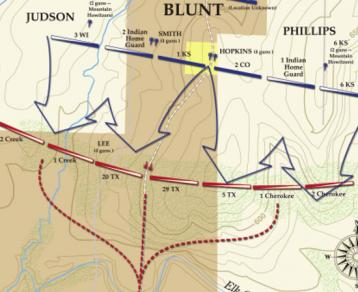 JUDSON
(2 guns –
Mountain
Howitzers)
BLUNT
(Location Unknown)
PHILLIPS
3 WI
2 Indian
Home
Guard
SMITH
(4 guns)
1 KS
HOPKINS (4 guns)
2 CO
1 Indian
Home
Guard
6 KS
(2 guns –
Mountain
Howitzers)
6 KS
2 Creek
1 Creek
LEE
(4 guns)
20 TX
29 TX
5 TX
1 Cherokee
2 Cherokee
600
W
Elk